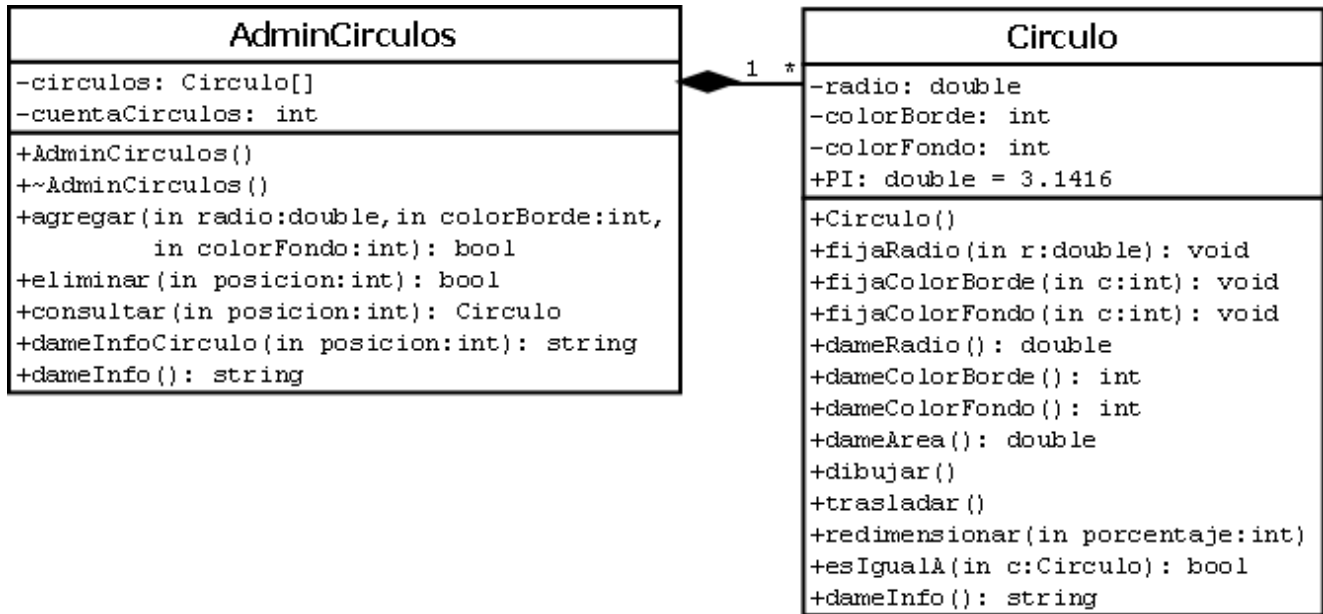 AdminCirculos
-circulos: Circulo[]
-cuentaCirculos: int
+AdminCirculos()
+~AdminCirculos()
+agregar(in radio:double,in colorBorde:int,
in colorFondo:int): bool
+eliminar(in posicion:int): bool
+consultar(in posicion:int): Circulo
+dameInfoCirculo(in posicion:int): string
+dameInfo(): string
1 *
Circulo
-radio: double
-colorBorde: int
-colorFondo: int
+PI: double = 3.1416
+Circulo()
+fijaRadio(in r:double): void
+fijaColorBorde(in c:int): void
+fijaColorFondo(in c:int): void
+dameRadio(): double
+dameColorBorde(): int
+dameColorFondo(): int
+dameArea(): double
+dibujar()
+trasladar()
+redimensionar(in porcentaje:int)
+esIgualA(in c:Circulo): bool
+dameInfo(): string